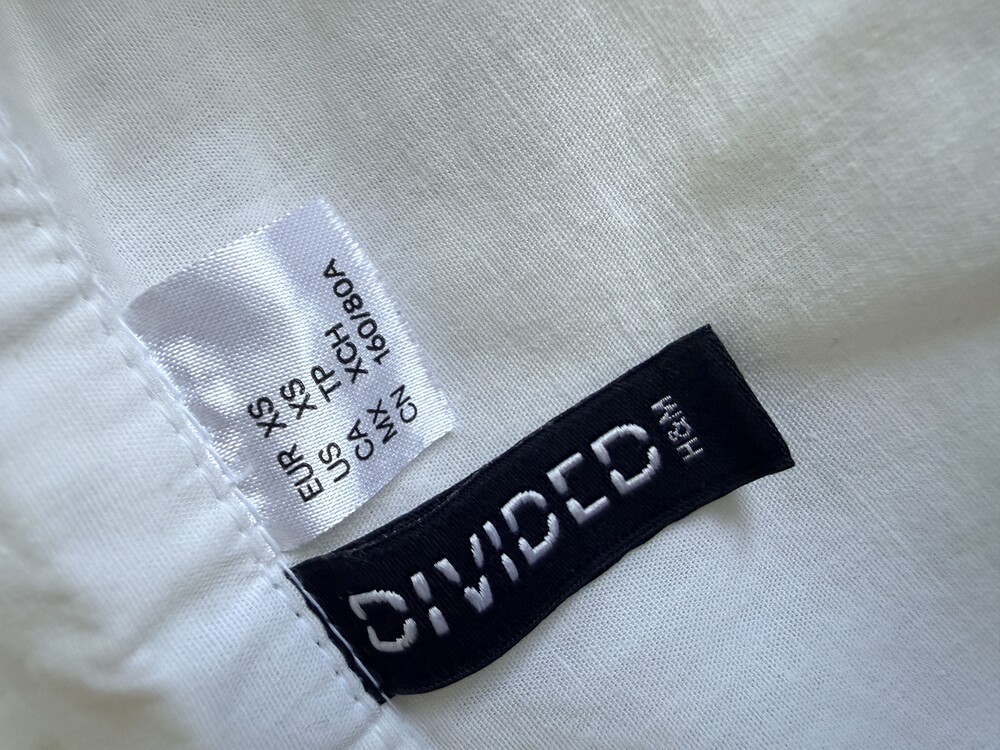 EUR XS
US XS
CA TP
MX XCH
CN 160/80A
DIVIDED
H&M